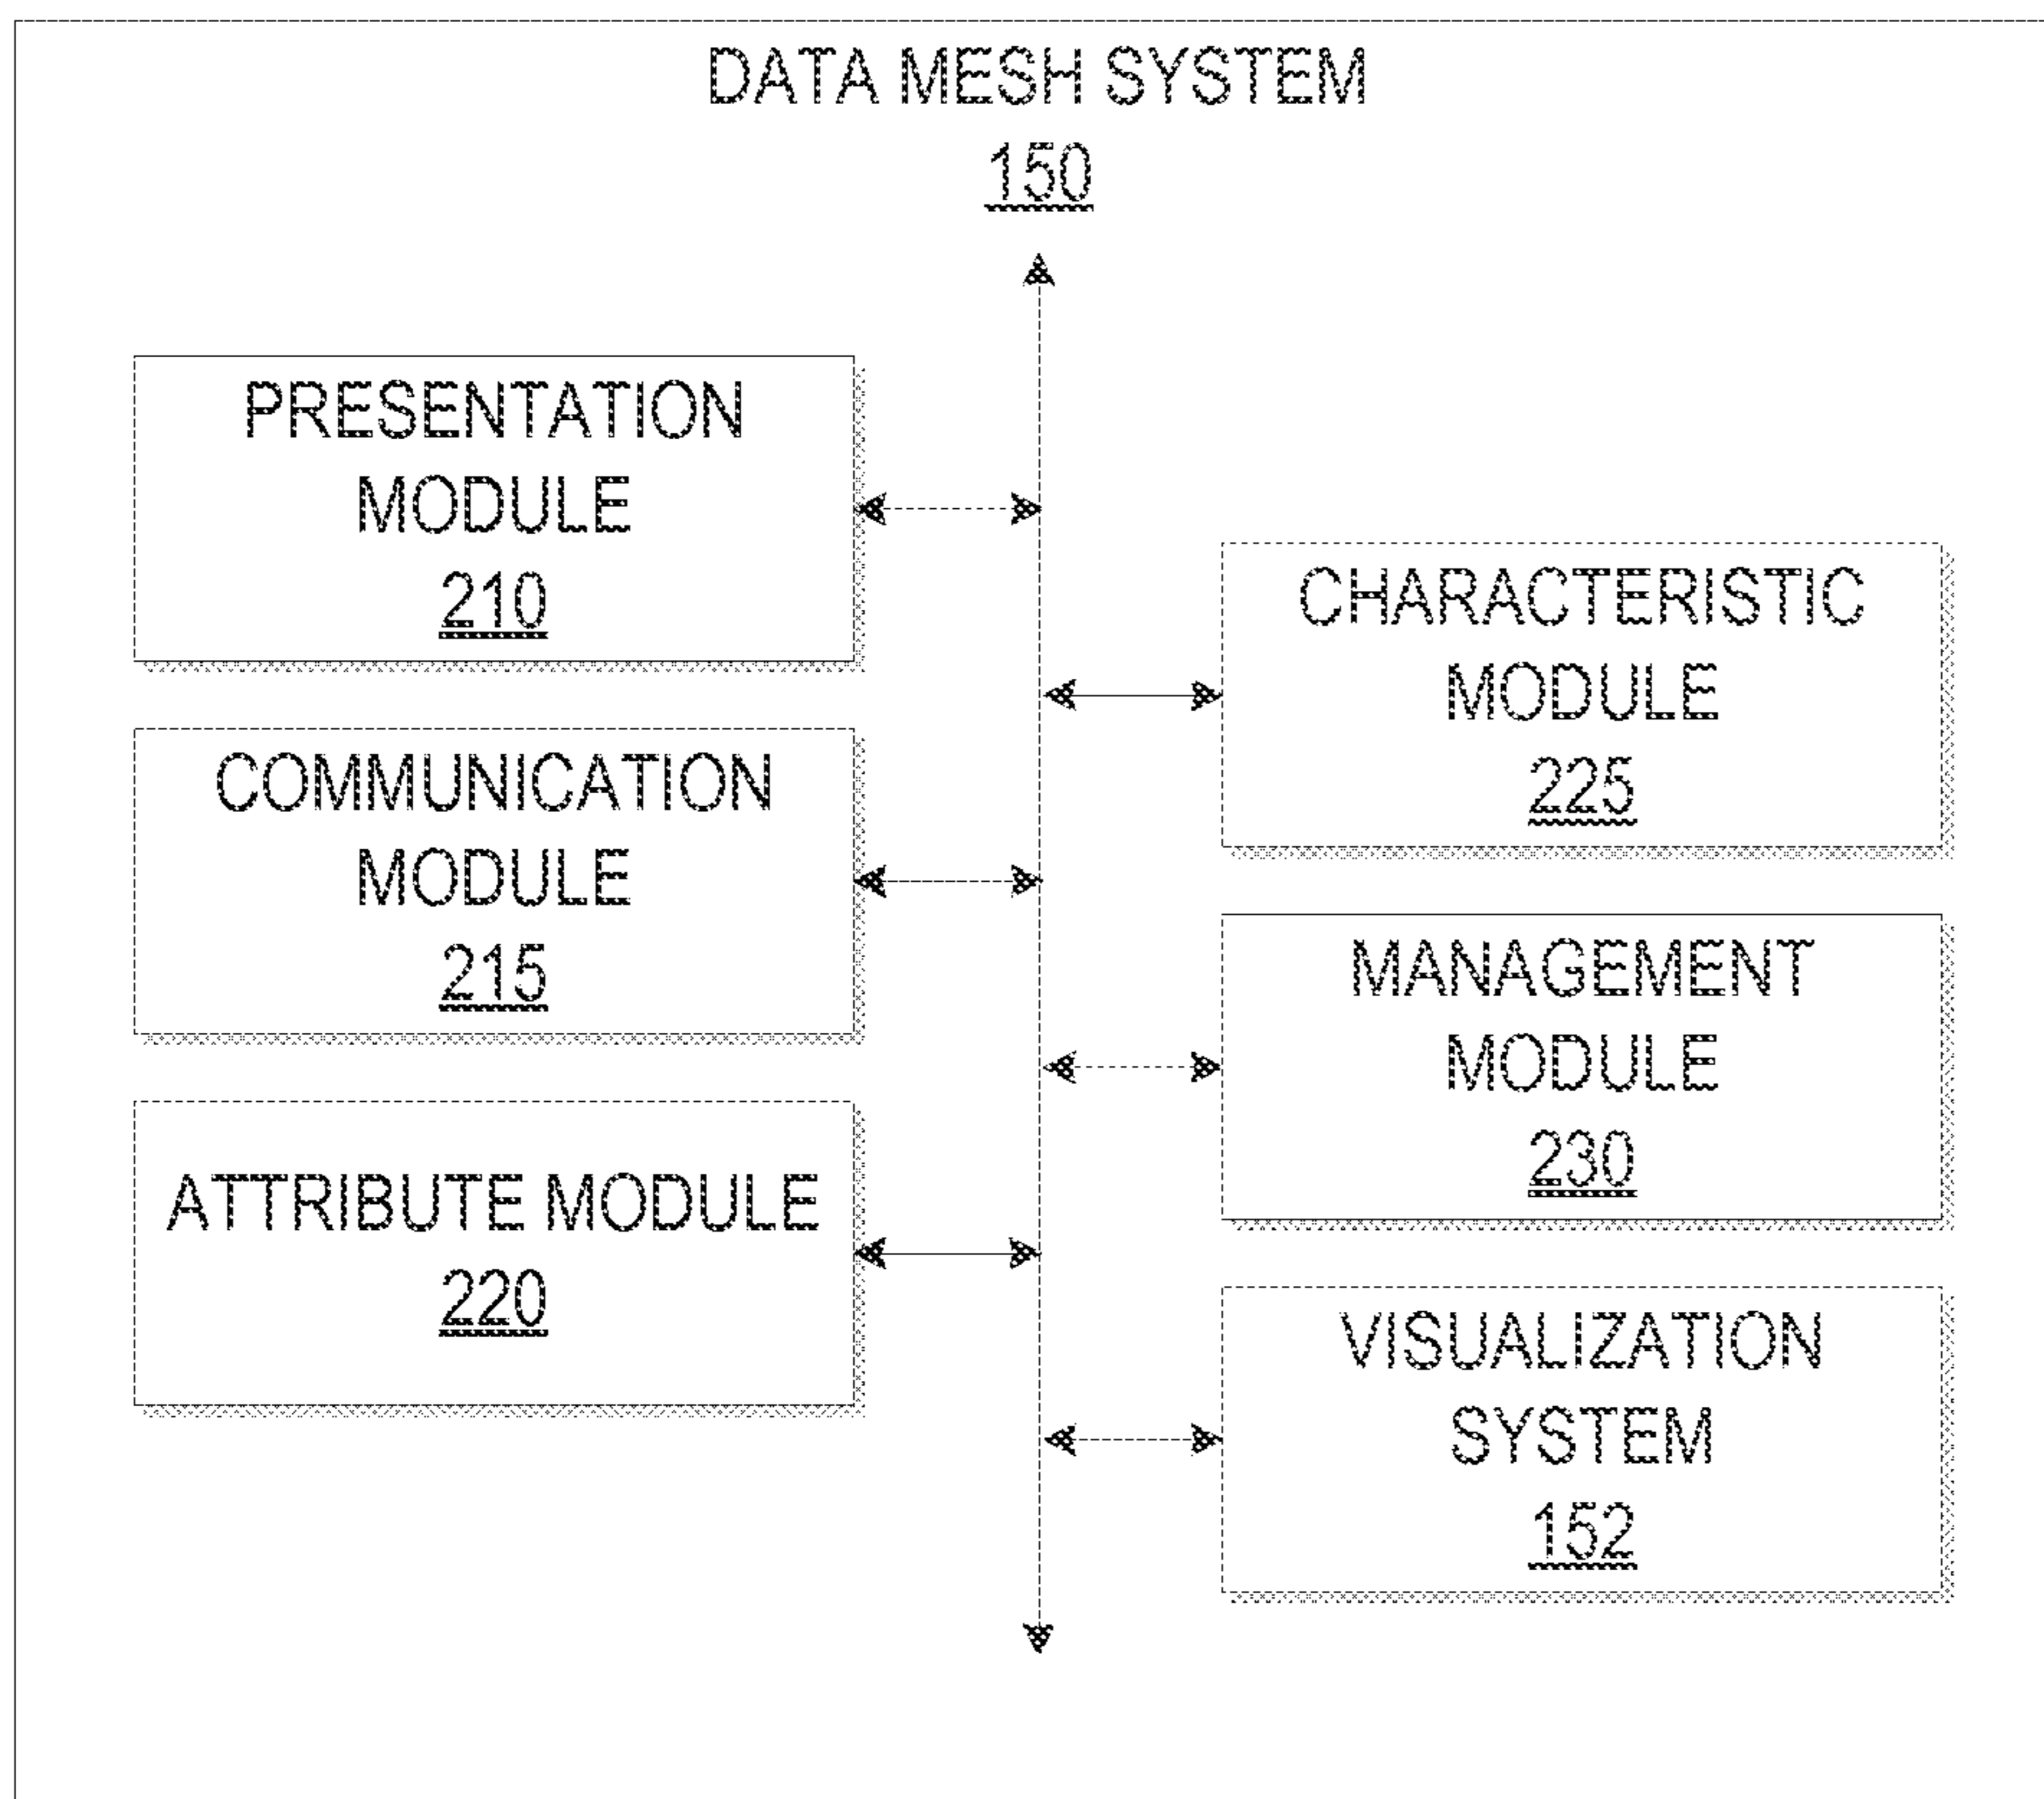 DATA MESH SYSTEM
150
PRESENTATION
MODULE
210
COMMUNICATION
MODULE
215
ATTRIBUTE MODULE
220
CHARACTERISTIC
MODULE
225
MANAGEMENT
MODULE
230
VISUALIZATION
SYSTEM
152